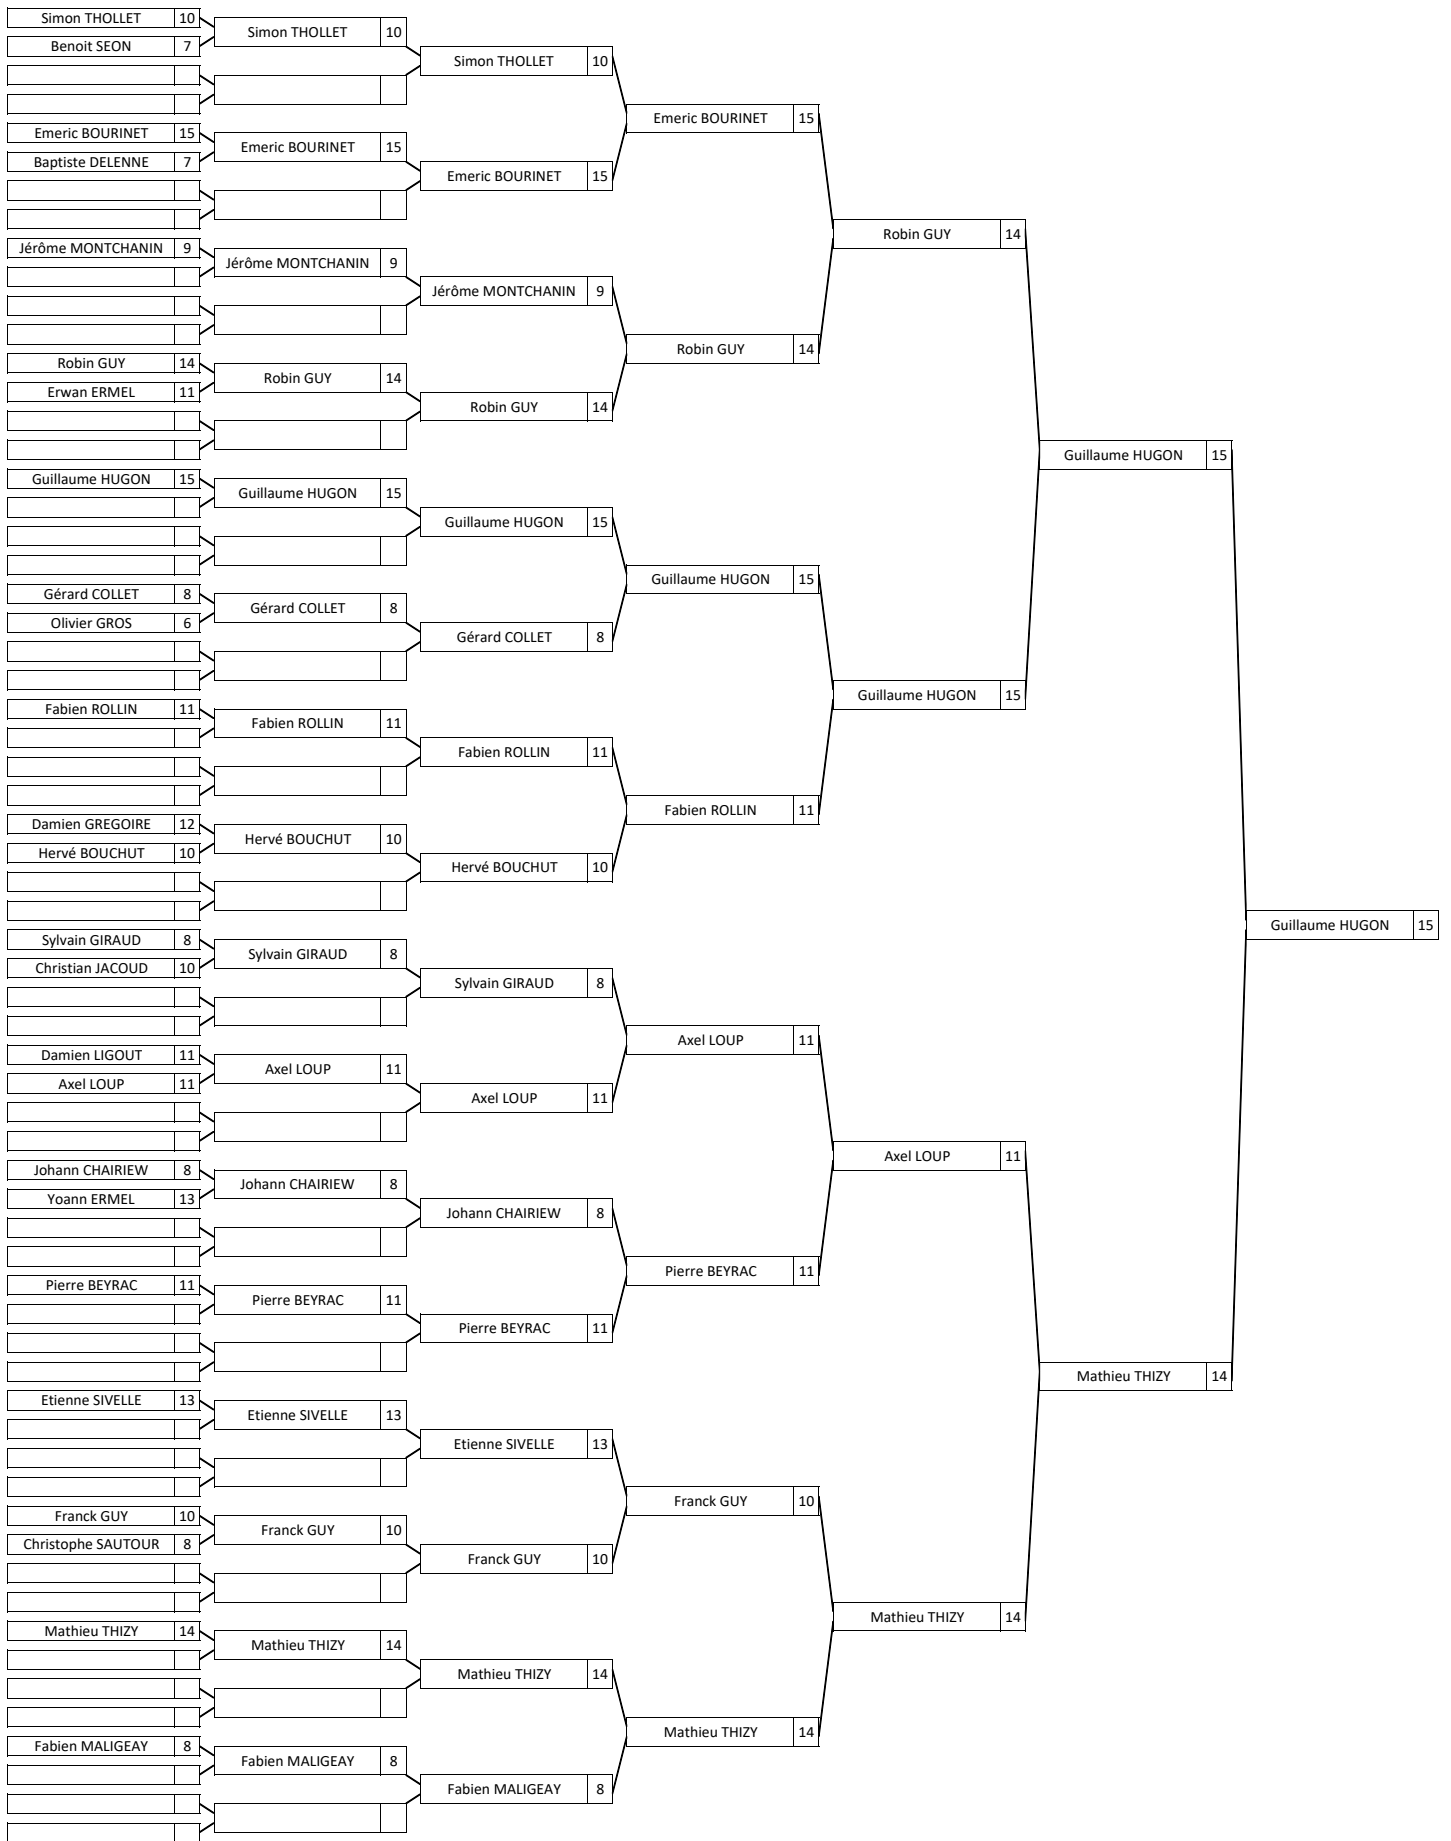 Simon THOLLET 10
Benoit SEON 7
Emeric BOURINET 15
Baptiste DELENNE 7
Jérôme MONTCHANIN 9
Robin GUY 14
Erwan ERMEL 11
Guillaume HUGON 15
Gérard COLLET 8
Olivier GROS 6
Fabien ROLLIN 11
Damien GREGOIRE 12
Hervé BOUCHUT 10
Sylvain GIRAUD 8
Christian JACOUD 10
Damien LIGOUT 11
Axel LOUP 11
Johann CHAIRIEW 8
Yoann ERMEL 13
Pierre BEYRAC 11
Etienne SIVELLE 13
Franck GUY 10
Christophe SAUTOUR 8
Mathieu THIZY 14
Fabien MALIGEAY 8
Simon THOLLET 10
Emeric BOURINET 15
Jérôme MONTCHANIN 9
Robin GUY 14
Guillaume HUGON 15
Gérard COLLET 8
Fabien ROLLIN 11
Hervé BOUCHUT 10
Sylvain GIRAUD 8
Axel LOUP 11
Johann CHAIRIEW 8
Pierre BEYRAC 11
Etienne SIVELLE 13
Franck GUY 10
Mathieu THIZY 14
Fabien MALIGEAY 8
Simon THOLLET 10
Emeric BOURINET 15
Jérôme MONTCHANIN 9
Robin GUY 14
Guillaume HUGON 15
Gérard COLLET 8
Fabien ROLLIN 11
Hervé BOUCHUT 10
Sylvain GIRAUD 8
Axel LOUP 11
Johann CHAIRIEW 8
Pierre BEYRAC 11
Etienne SIVELLE 13
Franck GUY 10
Mathieu THIZY 14
Fabien MALIGEAY 8
Emeric BOURINET 15
Robin GUY 14
Guillaume HUGON 15
Fabien ROLLIN 11
Axel LOUP 11
Pierre BEYRAC 11
Franck GUY 10
Mathieu THIZY 14
Robin GUY 14
Guillaume HUGON 15
Axel LOUP 11
Mathieu THIZY 14
Guillaume HUGON 15
Mathieu THIZY 14
Guillaume HUGON 15